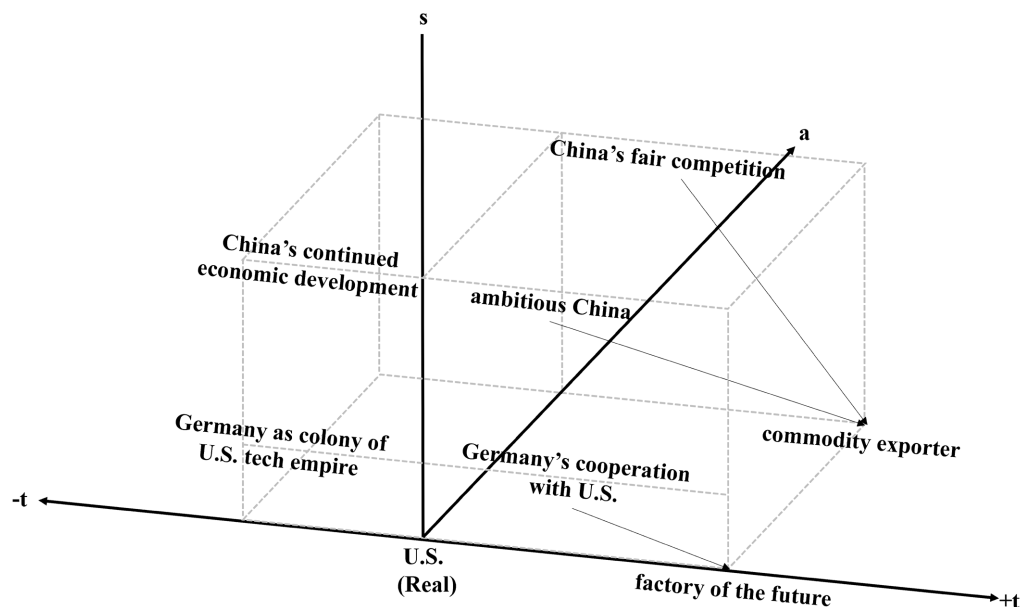 s
a
China’s fair competition
China’s continued
economic development
ambitious China
Germany as colony of
U.S. tech empire
commodity exporter
Germany’s cooperation
with U.S.
-t
U.S.
(Real)
factory of the future
+t